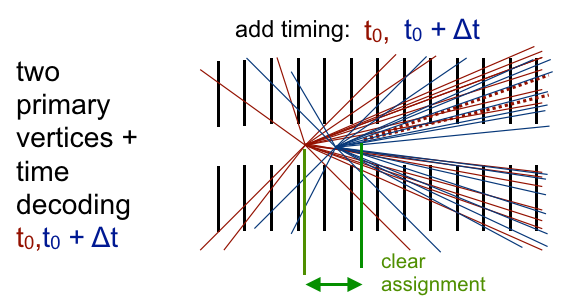 add timing: t₀, t₀ + Δt
two
primary
vertices +
time
decoding
t₀,t₀ + Δt
clear
assignment